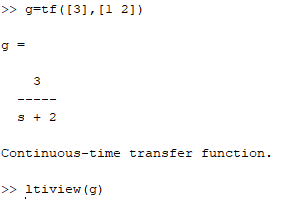 >> g=tf([3],[1 2])
g =
3
-----
s + 2
Continuous-time transfer function.
>> ltiview(g)